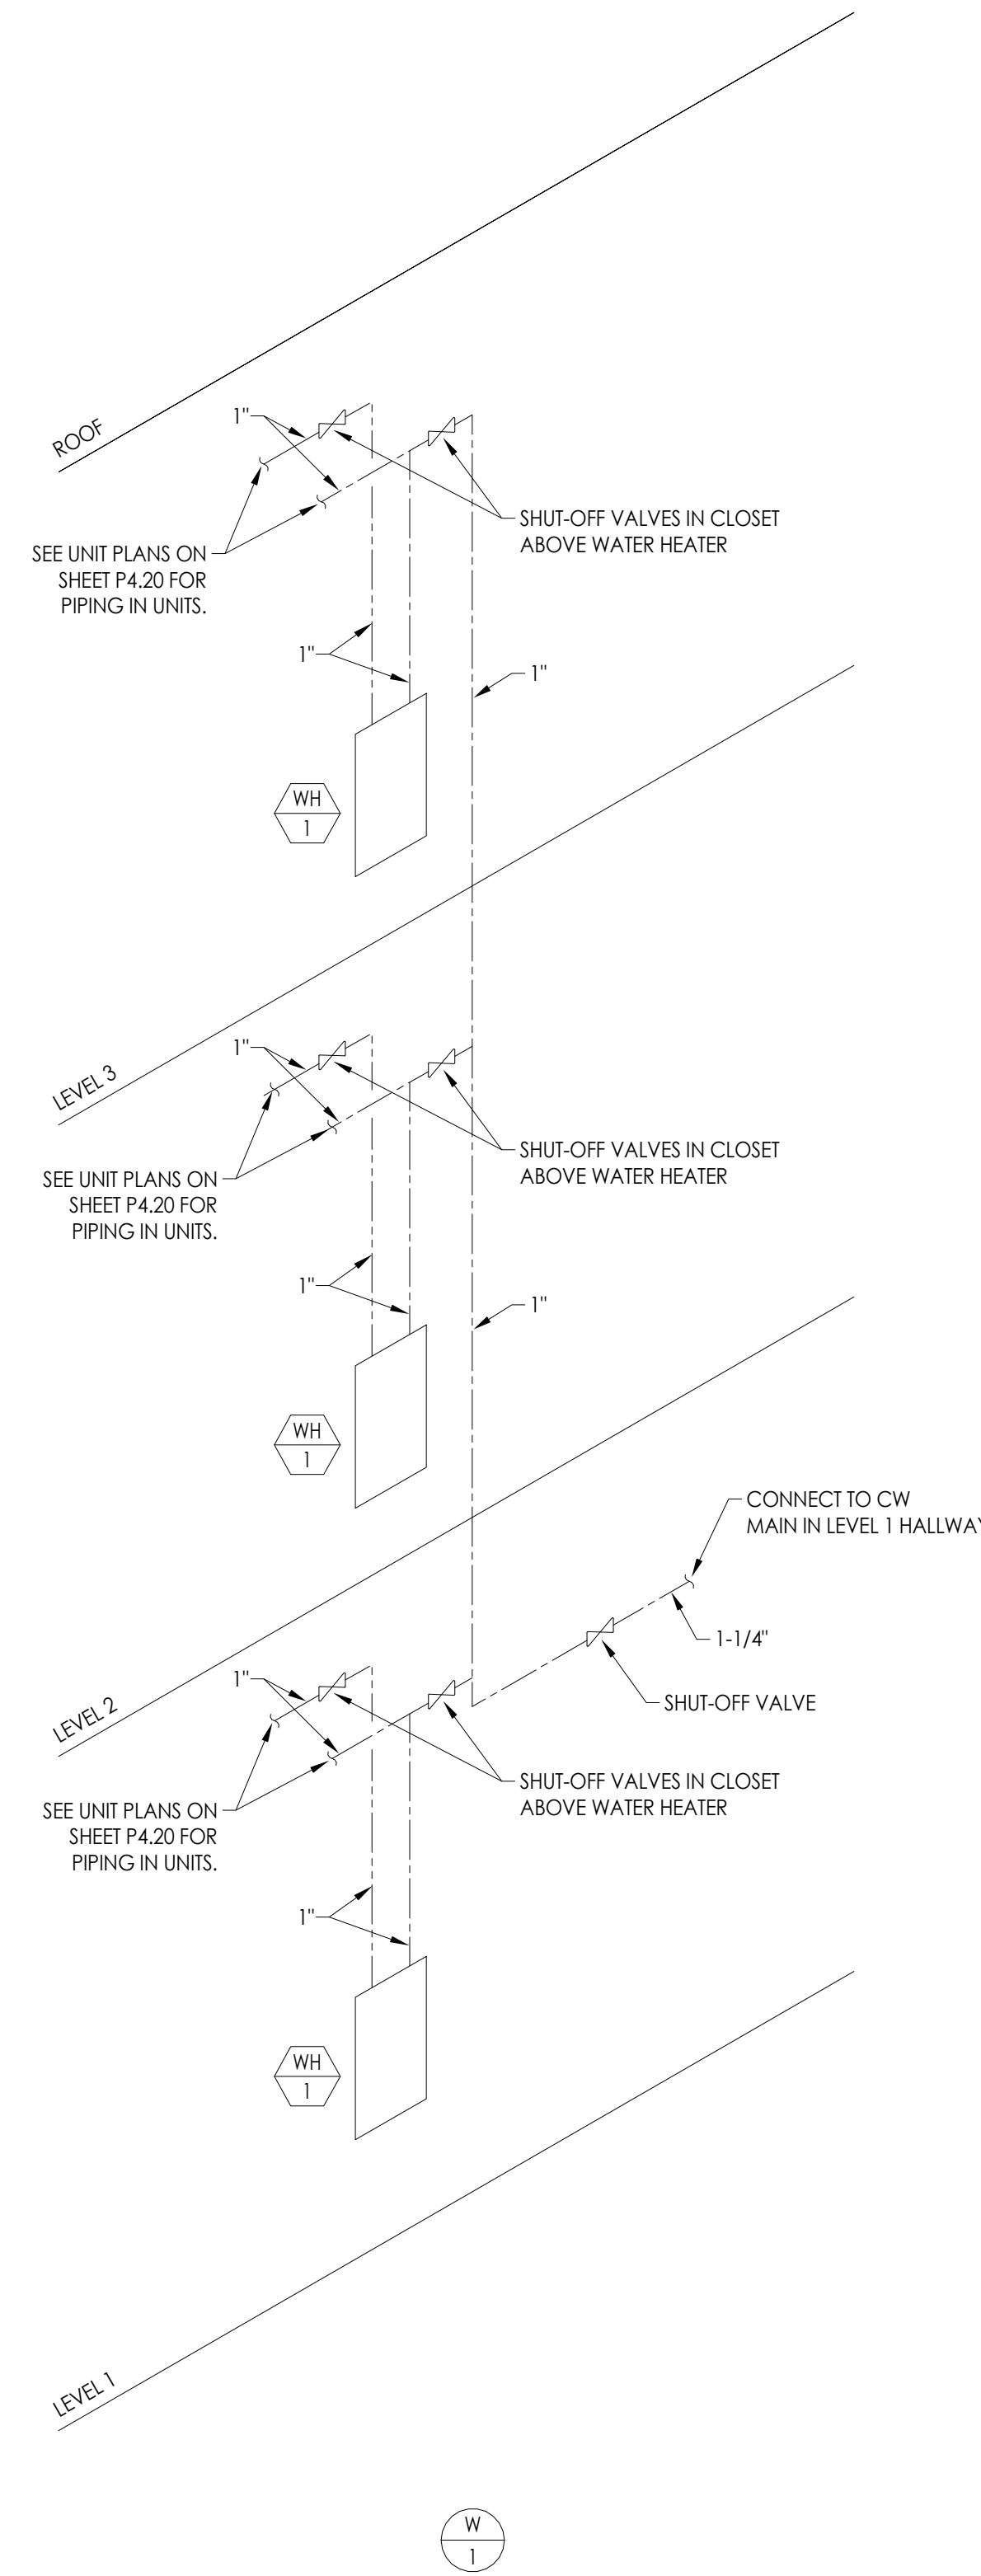 ROOF
1"
SHUT-OFF VALVES IN CLOSET
ABOVE WATER HEATER
SEE UNIT PLANS ON
SHEET P4.20 FOR
PIPING IN UNITS.
1"
1"
WH
1
LEVEL 3
1"
SHUT-OFF VALVES IN CLOSET
ABOVE WATER HEATER
SEE UNIT PLANS ON
SHEET P4.20 FOR
PIPING IN UNITS.
1"
1"
WH
1
CONNECT TO CW
MAIN IN LEVEL 1 HALLWAY
1-1/4"
SHUT-OFF VALVE
LEVEL 2
1"
SHUT-OFF VALVES IN CLOSET
ABOVE WATER HEATER
SEE UNIT PLANS ON
SHEET P4.20 FOR
PIPING IN UNITS.
1"
WH
1
LEVEL 1
W
1